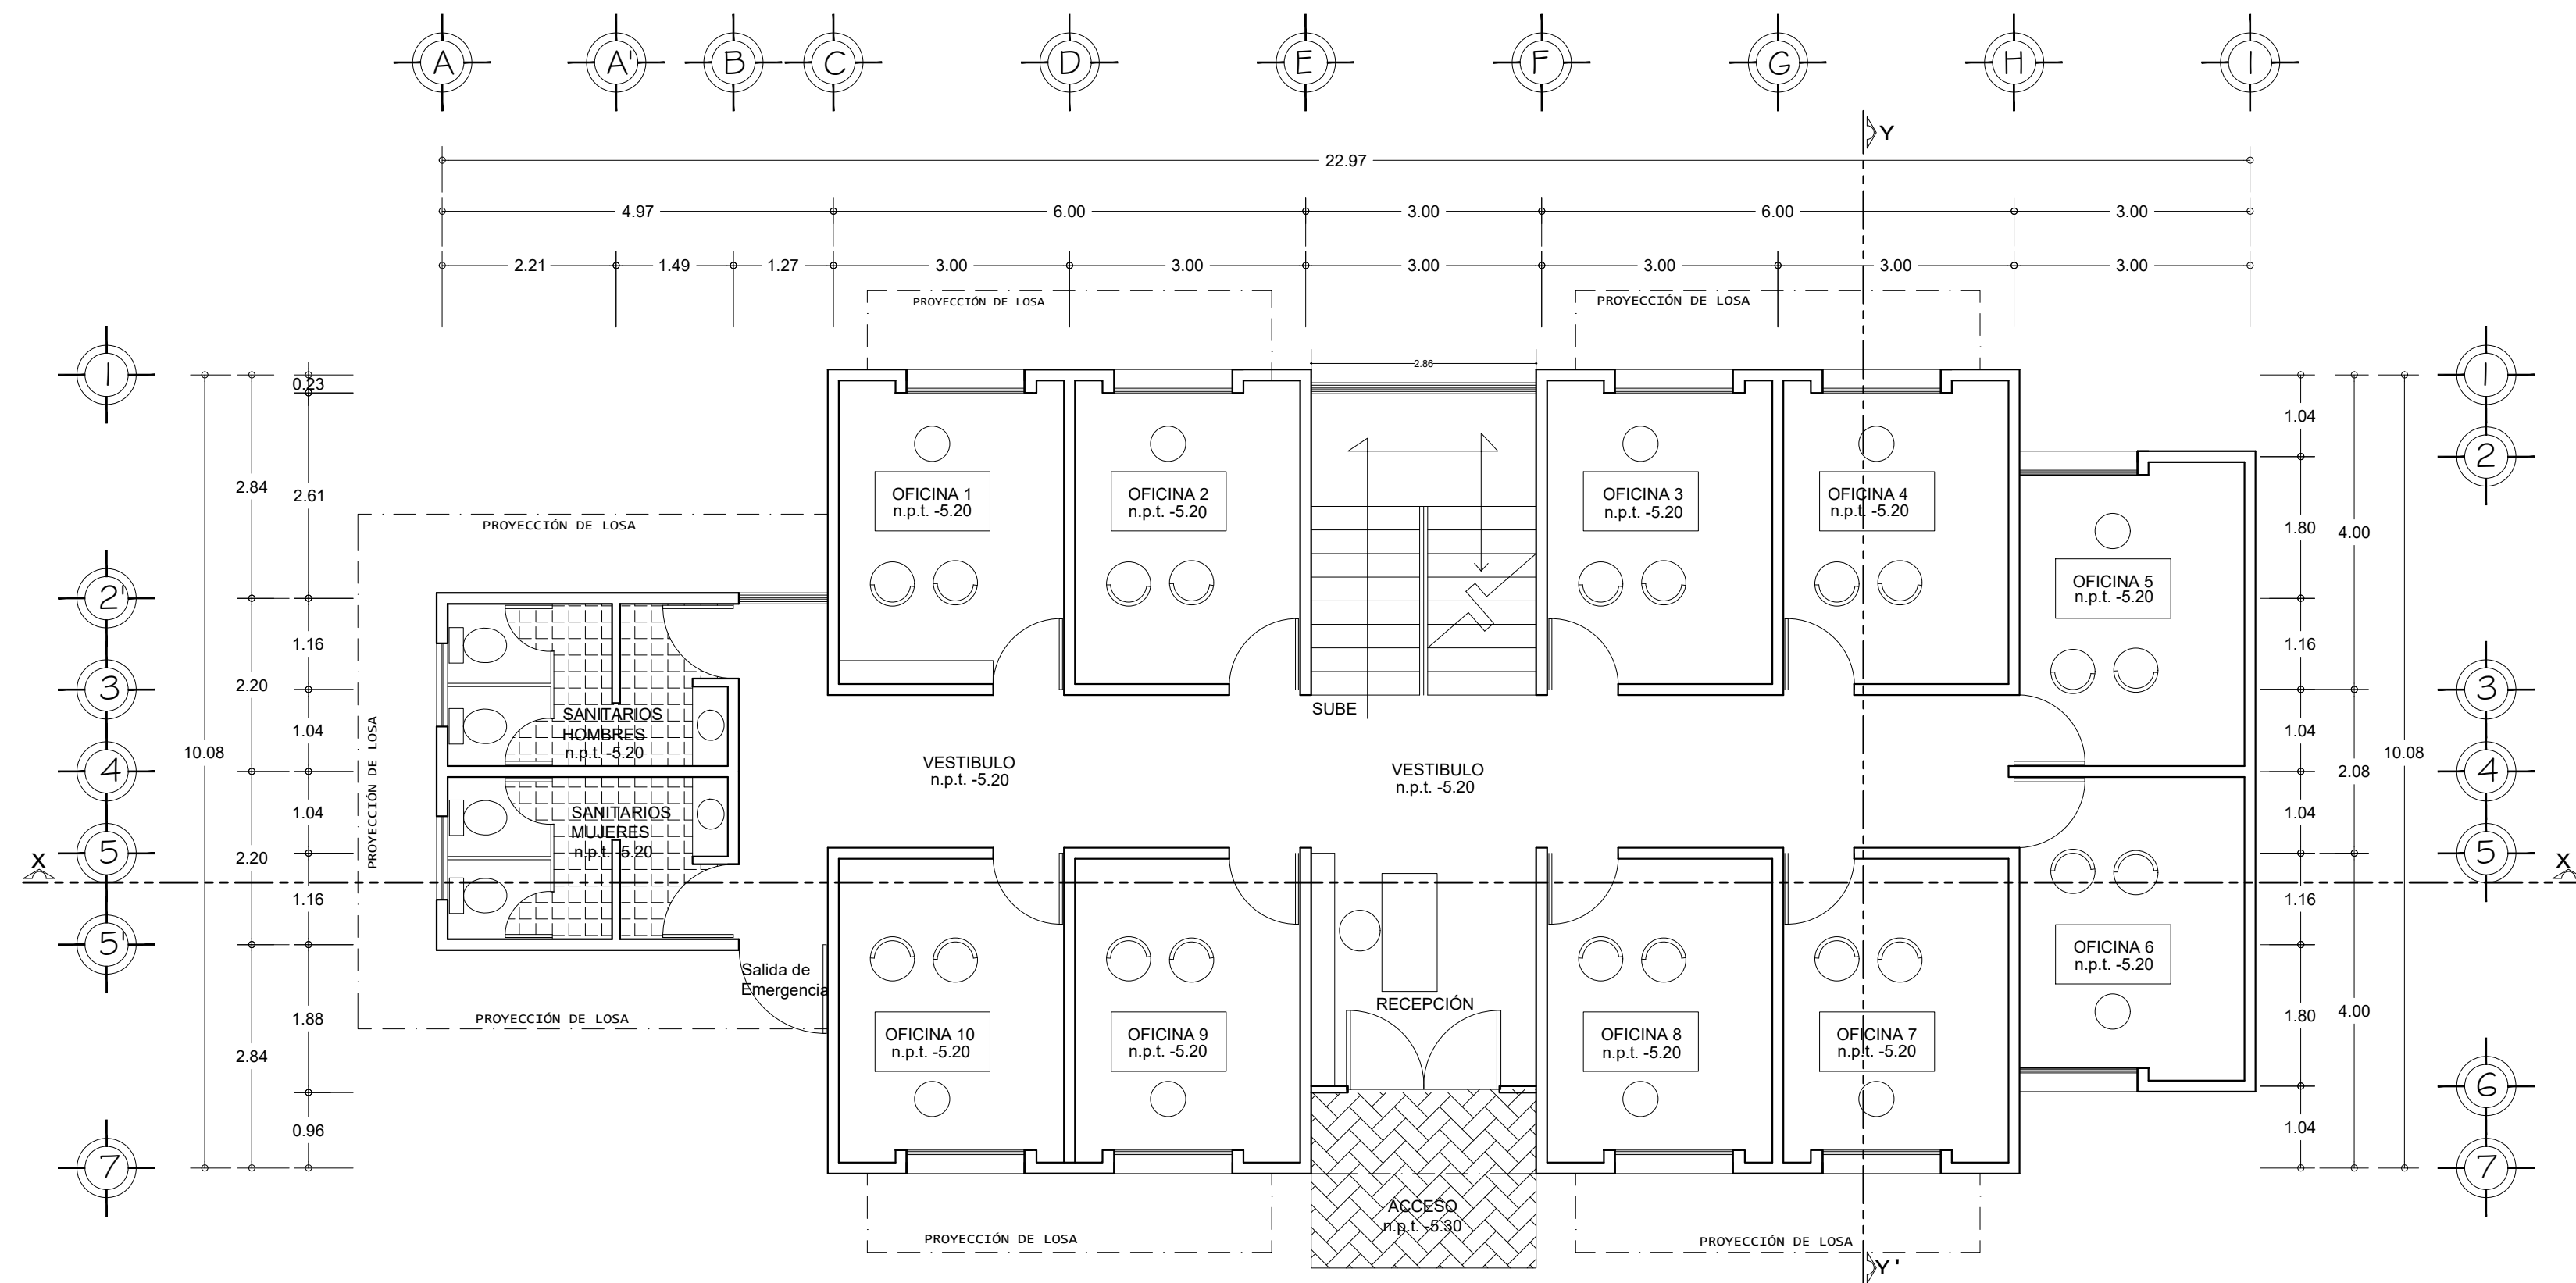 A A' B C D E F G H I
Y
22.97
4.97 6.00 3.00 6.00 3.00
2.21 1.49 1.27 3.00 3.00 3.00 3.00 3.00 3.00
PROYECCIÓN DE LOSA PROYECCIÓN DE LOSA
2.86
1 1
0.23
1.04
2
2.84 2.61
OFICINA 1
n.p.t. -5.20
OFICINA 2
n.p.t. -5.20
OFICINA 3
n.p.t. -5.20
OFICINA 4
n.p.t. -5.20
1.80 4.00
PROYECCIÓN DE LOSA
OFICINA 5
n.p.t. -5.20
2'
1.16 1.16
3 3
2.20
SUBE
SANITARIOS
HOMBRES
n.p.t. -5.20
1.04 1.04
10.08 10.08
PROYECCIÓN DE LOSA
VESTIBULO
n.p.t. -5.20
VESTIBULO
n.p.t. -5.20
4 2.08 4
SANITARIOS
MUJERES
n.p.t. -5.20
1.04 1.04
5 5
2.20
X X
1.16 1.16
5'
OFICINA 6
n.p.t. -5.20
Salida de
Emergencia
RECEPCIÓN
PROYECCIÓN DE LOSA
1.88 1.80 4.00
OFICINA 10
n.p.t. -5.20
OFICINA 9
n.p.t. -5.20
OFICINA 8
n.p.t. -5.20
OFICINA 7
n.p.t. -5.20
2.84
6
0.96 1.04
7 7
ACCESO
n.p.t. -5.30
PROYECCIÓN DE LOSA PROYECCIÓN DE LOSA
Y'